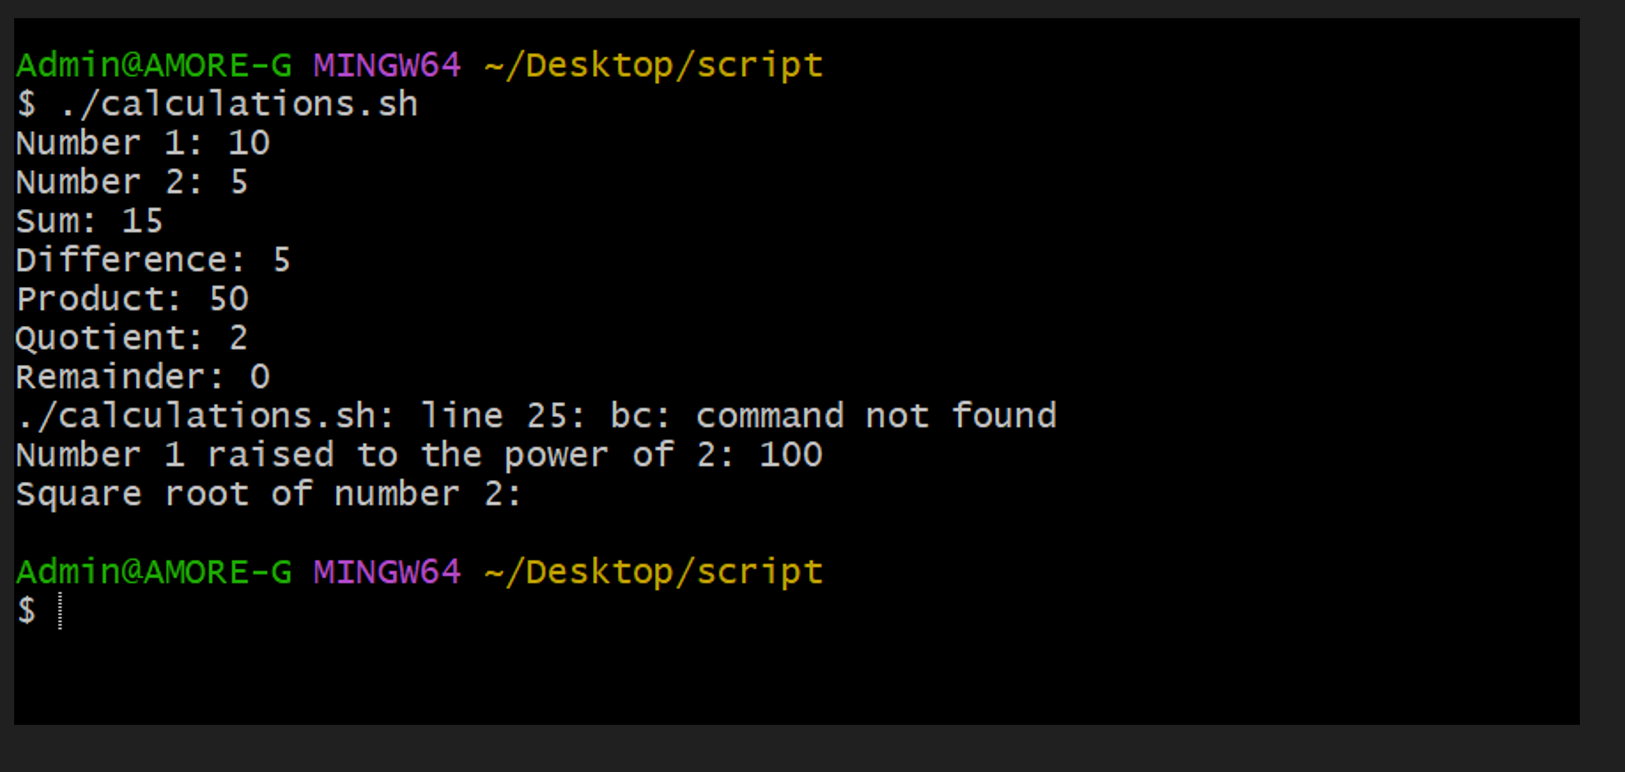 Admin@AMORE-G MINGW64 ~/Desktop/script
$ ./calculations.sh
Number 1: 10
Number 2: 5
Sum: 15
Difference: 5
Product: 50
Quotient: 2
Remainder: 0
./calculations.sh: line 25: bc: command not found
Number 1 raised to the power of 2: 100
Square root of number 2:
Admin@AMORE-G MINGW64 ~/Desktop/script
$